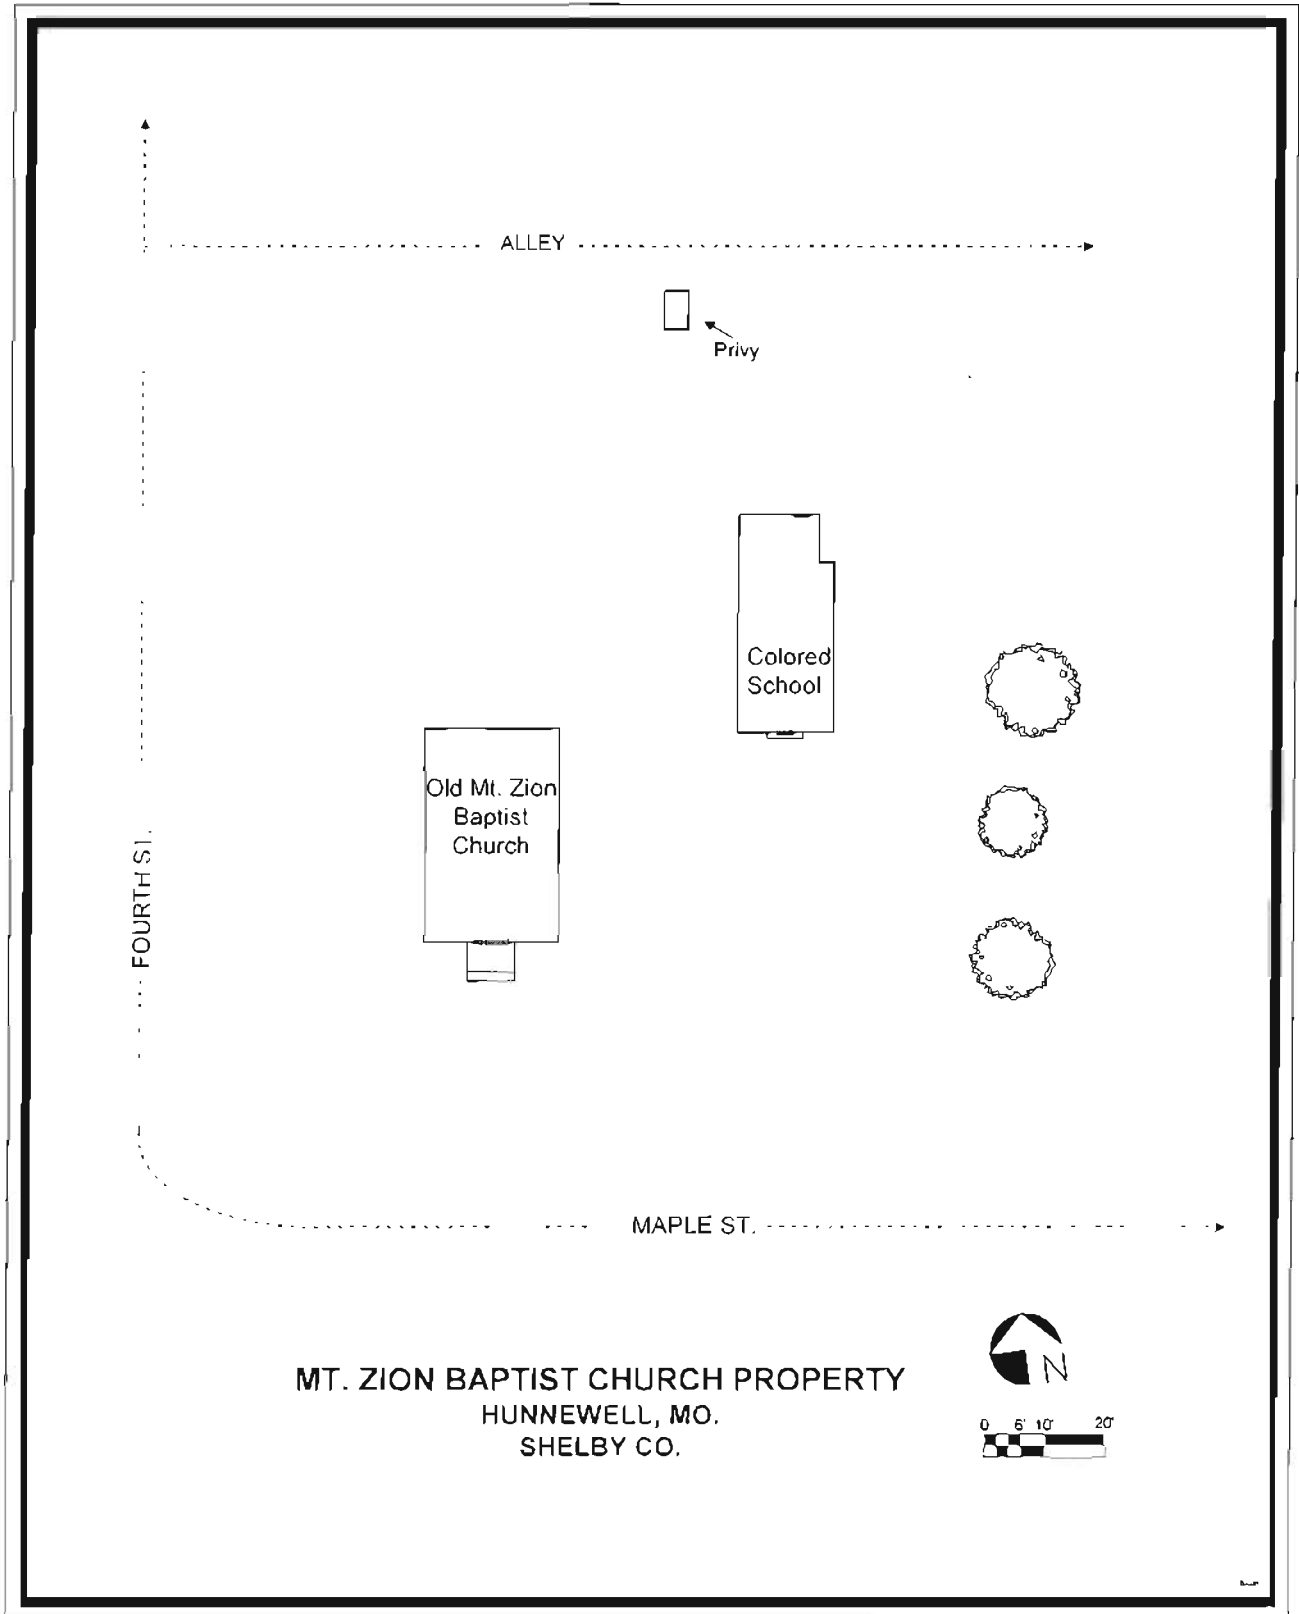 ALLEY
Privy
Colored
School
Old Mt. Zion
Baptist
Church
FOURTH ST.
MAPLE ST.
N
MT. ZION BAPTIST CHURCH PROPERTY
HUNNEWELL, MO.
SHELBY CO.
0 6' 10' 20'